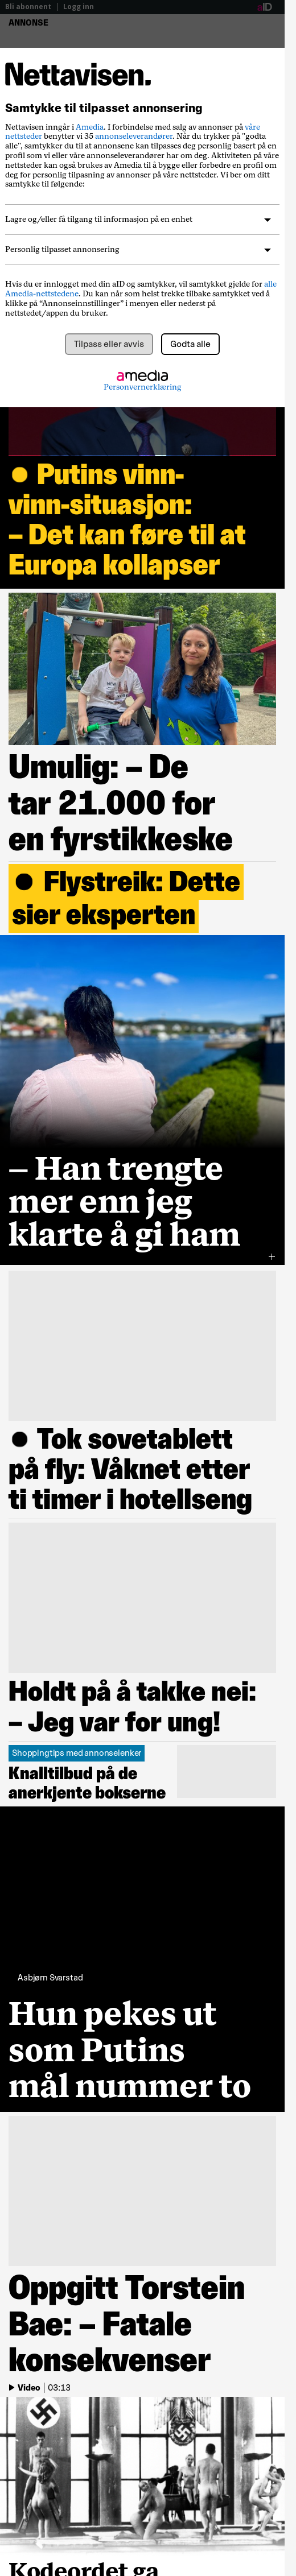 Bli abonnent | Logg inn
aID
ANNONSE
Nettavisen.
Samtykke til tilpasset annonsering
Nettavisen inngår i Amedia. I forbindelse med salg av annonser på våre
nettsteder benytter vi 35 annonseleverandører. Når du trykker på "godta
alle", samtykker du til at annonsene kan tilpasses deg personlig basert på en
profil som vi eller våre annonseleverandører har om deg. Aktiviteten på våre
nettsteder kan også brukes av Amedia til å bygge eller forbedre en profil om
deg for personlig tilpasning av annonser på våre nettsteder. Vi ber om ditt
samtykke til følgende:
Lagre og/eller få tilgang til informasjon på en enhet
Personlig tilpasset annonsering
Hvis du er innlogget med din aID og samtykker, vil samtykket gjelde for alle
Amedia-nettstedene. Du kan når som helst trekke tilbake samtykket ved å
klikke på “Annonseinnstillinger” i menyen eller nederst på
nettstedet/appen du bruker.
Tilpass eller avvis
Godta alle
amedia
Personvernerklæring
Putins vinn-
vinn-situasjon:
– Det kan føre til at
Europa kollapser
Umulig: – De
tar 21.000 for
en fyrstikkeske
Flystreik: Dette
sier eksperten
– Han trengte
mer enn jeg
klarte å gi ham
Tok sovetablett
på fly: Våknet etter
ti timer i hotellseng
Holdt på å takke nei:
– Jeg var for ung!
Shoppingtips med annonselenker
Knalltilbud på de
anerkjente bokserne
Asbjørn Svarstad
Hun pekes ut
som Putins
mål nummer to
Oppgitt Torstein
Bae: – Fatale
konsekvenser
Video | 03:13
Kodeordet ga